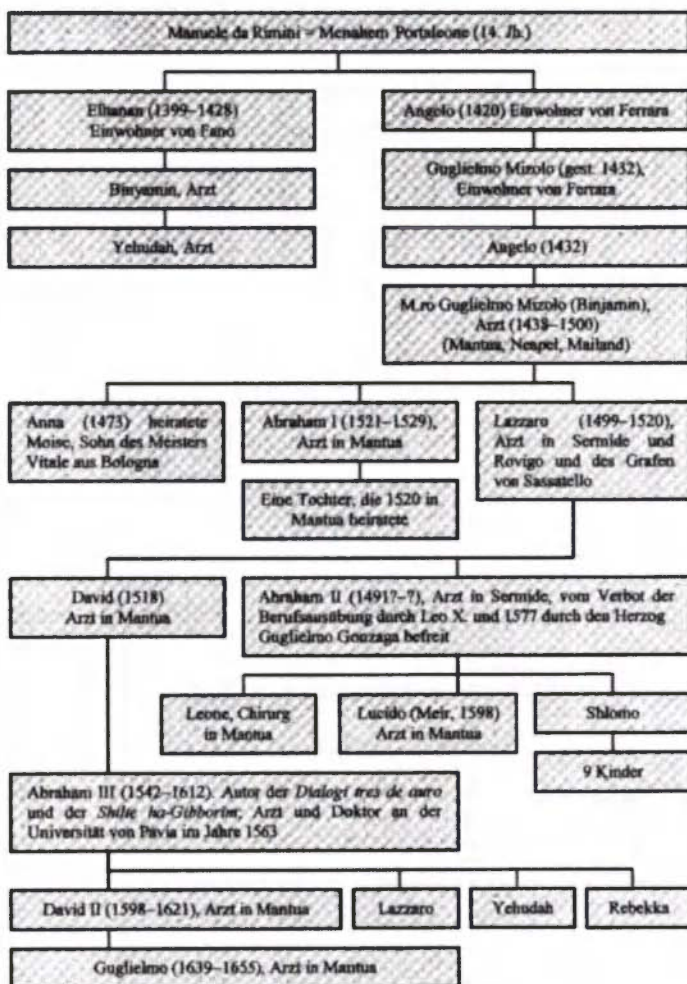 Manuele da Rimini = Menahem Portaleone (14. Jh.)
Elhanan (1399–1428)
Einwohner von Fano
Angelo (1420) Einwohner von Ferrara
Binyamin, Arzt
Guglielmo Mizolo (gest. 1432),
Einwohner von Ferrara
Yehudah, Arzt
Angelo (1432)
M.ro Guglielmo Mizolo (Binjamin),
Arzt (1438–1500)
(Mantua, Neapel, Mailand)
Anna (1473) heiratete
Moise, Sohn des Meisters
Vitale aus Bologna
Abraham I (1521–1529),
Arzt in Mantua
Lazzaro (1499–1520),
Arzt in Sermide und
Rovigo und des Grafen
von Sassatello
Eine Tochter, die 1520 in
Mantua heiratete
David (1518)
Arzt in Mantua
Abraham II (1491?–?), Arzt in Sermide, vom Verbot der
Berufsausübung durch Leo X. und 1577 durch den Herzog
Guglielmo Gonzaga befreit
Leone, Chirurg
in Mantua
Lucido (Meir, 1598)
Arzt in Mantua
Shlomo
9 Kinder
Abraham III (1542–1612). Autor der Dialogi tres de auro
und der Shilte ha-Gibborim, Arzt und Doktor an der
Universität von Pavia im Jahre 1563
David II (1598–1621), Arzt in Mantua
Lazzaro
Yehudah
Rebekka
Guglielmo (1639–1655), Arzt in Mantua